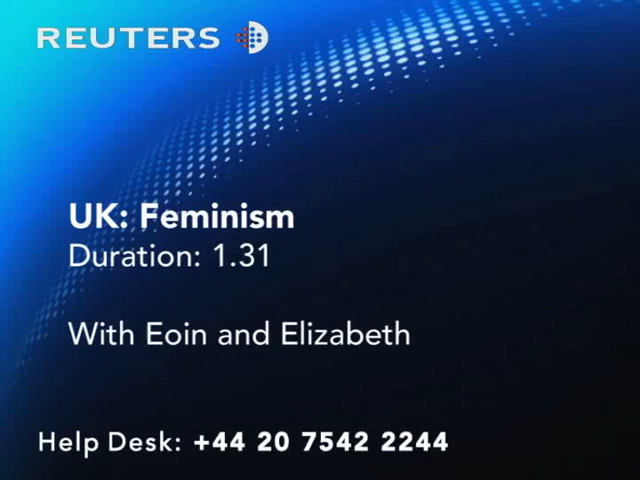 REUTERS
UK: Feminism
Duration: 1.31
With Eoin and Elizabeth
Help Desk: +44 20 7542 2244